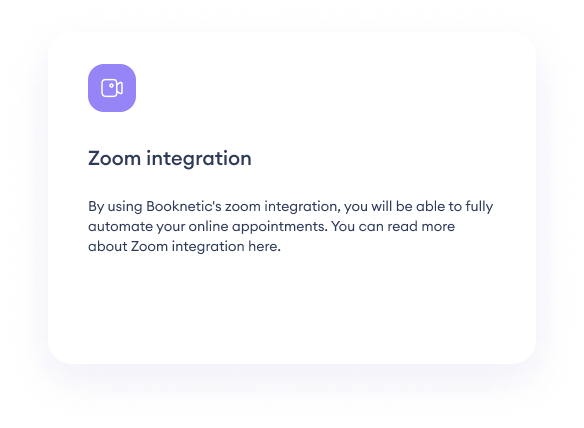 Zoom integration
By using Booknetic's zoom integration, you will be able to fully
automate your online appointments. You can read more
about Zoom integration here.